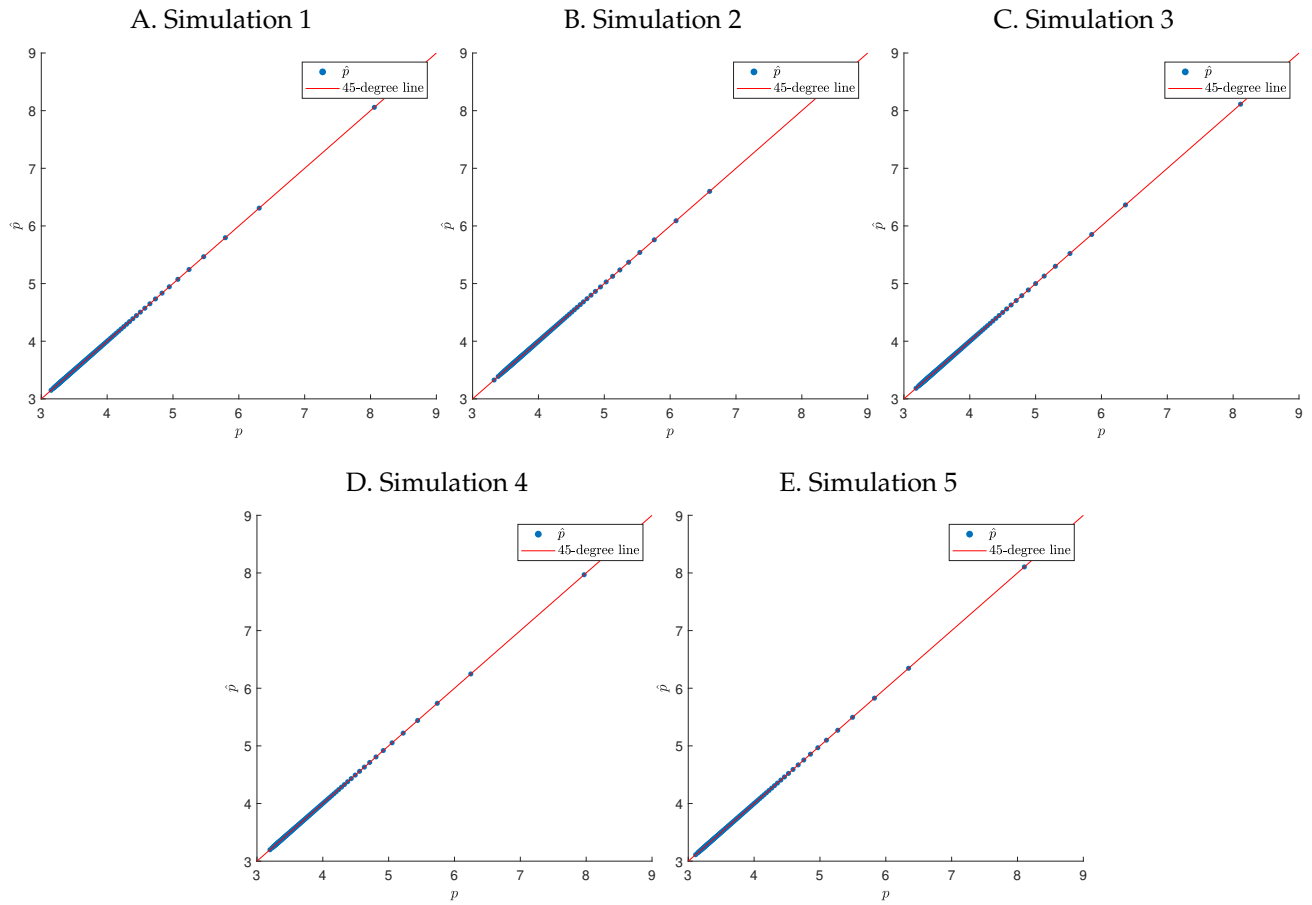 A. Simulation 1
B. Simulation 2
C. Simulation 3
9
8
7
6
5
4
3
p̂
3 4 5 6 7 8 9
p
p̂
45-degree line
9
8
7
6
5
4
3
p̂
3 4 5 6 7 8 9
p
p̂
45-degree line
9
8
7
6
5
4
3
p̂
3 4 5 6 7 8 9
p
p̂
45-degree line
D. Simulation 4
E. Simulation 5
9
8
7
6
5
4
3
p̂
3 4 5 6 7 8 9
p
p̂
45-degree line
9
8
7
6
5
4
3
p̂
3 4 5 6 7 8 9
p
p̂
45-degree line